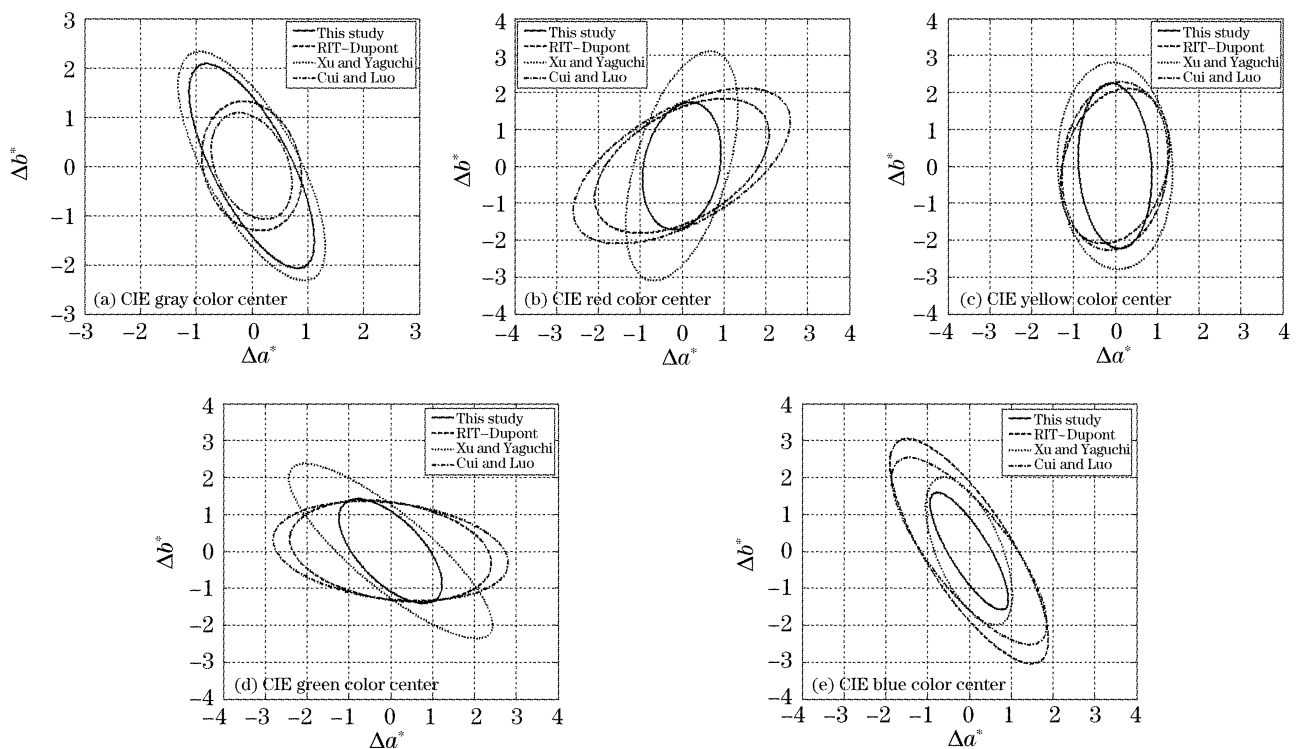 3
2
1
0
−1
−2
−3
−3 −2 −1 0 1 2 3
Δb*
Δa*
This study
RIT−Dupont
Xu and Yaguchi
Cui and Luo
(a) CIE gray color center
4
3
2
1
0
−1
−2
−3
−4
−4 −3 −2 −1 0 1 2 3 4
Δb*
Δa*
This study
RIT−Dupont
Xu and Yaguchi
Cui and Luo
(b) CIE red color center
4
3
2
1
0
−1
−2
−3
−4
−4 −3 −2 −1 0 1 2 3 4
Δb*
Δa*
This study
RIT−Dupont
Xu and Yaguchi
Cui and Luo
(c) CIE yellow color center
4
3
2
1
0
−1
−2
−3
−4
−4 −3 −2 −1 0 1 2 3 4
Δb*
Δa*
This study
RIT−Dupont
Xu and Yaguchi
Cui and Luo
(d) CIE green color center
4
3
2
1
0
−1
−2
−3
−4
−4 −3 −2 −1 0 1 2 3 4
Δb*
Δa*
This study
RIT−Dupont
Xu and Yaguchi
Cui and Luo
(e) CIE blue color center